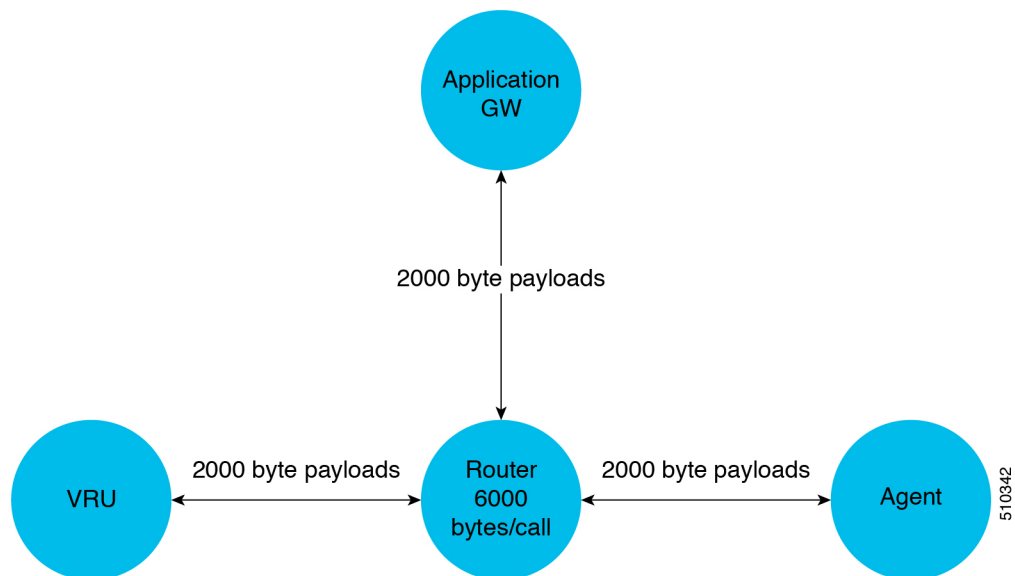 Application
GW
2000 byte payloads
2000 byte payloads
2000 byte payloads
VRU
Router
6000
bytes/call
Agent
510342